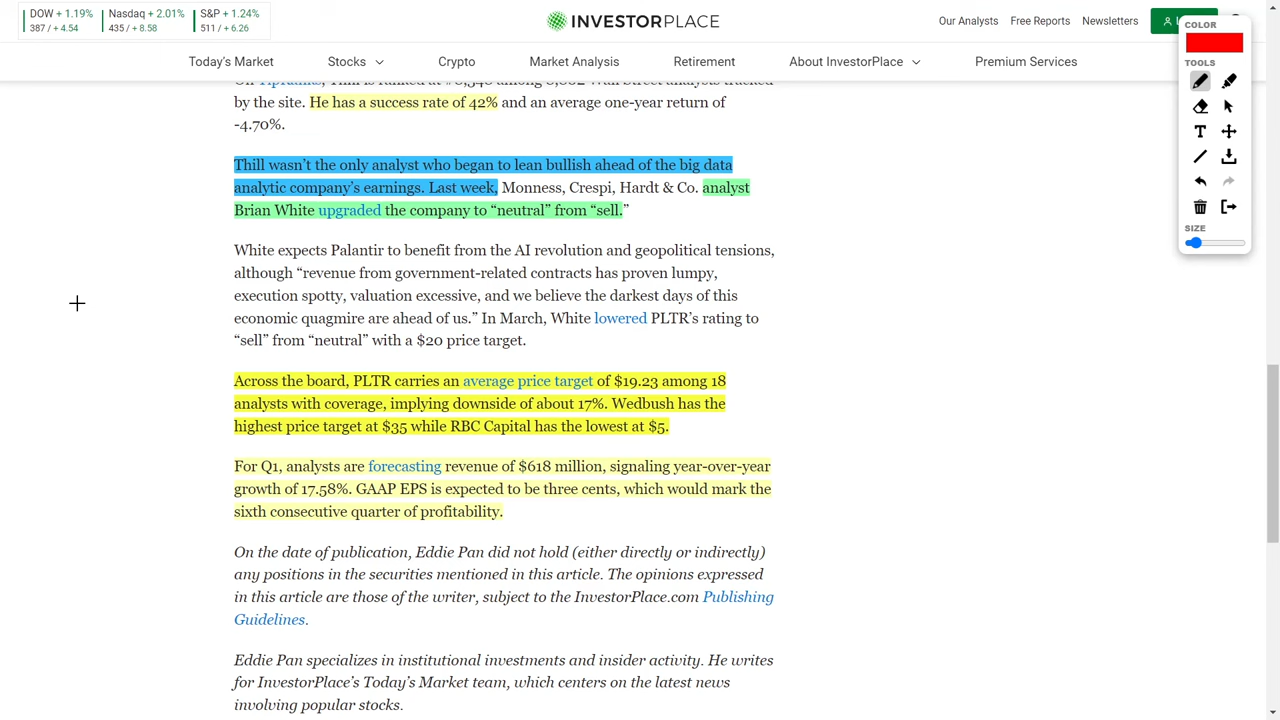 DOW + 1.19%
387 / + 4.54
Nasdaq + 2.01%
435 / + 8.58
S&P + 1.24%
511 / + 6.26
INVESTORPLACE
Our Analysts
Free Reports
Newsletters
Today's Market
Stocks
Crypto
Market Analysis
Retirement
About InvestorPlace
Premium Services
by the site. He has a success rate of 42% and an average one-year return of
-4.70%.
Thill wasn’t the only analyst who began to lean bullish ahead of the big data
analytic company’s earnings. Last week, Monness, Crespi, Hardt & Co. analyst
Brian White upgraded the company to “neutral” from “sell.”
White expects Palantir to benefit from the AI revolution and geopolitical tensions,
although “revenue from government-related contracts has proven lumpy,
execution spotty, valuation excessive, and we believe the darkest days of this
economic quagmire are ahead of us.” In March, White lowered PLTR’s rating to
“sell” from “neutral” with a $20 price target.
Across the board, PLTR carries an average price target of $19.23 among 18
analysts with coverage, implying downside of about 17%. Wedbush has the
highest price target at $35 while RBC Capital has the lowest at $5.
For Q1, analysts are forecasting revenue of $618 million, signaling year-over-year
growth of 17.58%. GAAP EPS is expected to be three cents, which would mark the
sixth consecutive quarter of profitability.
On the date of publication, Eddie Pan did not hold (either directly or indirectly)
any positions in the securities mentioned in this article. The opinions expressed
in this article are those of the writer, subject to the InvestorPlace.com Publishing
Guidelines.
Eddie Pan specializes in institutional investments and insider activity. He writes
for InvestorPlace’s Today’s Market team, which centers on the latest news
involving popular stocks.
COLOR
TOOLS
T
SIZE